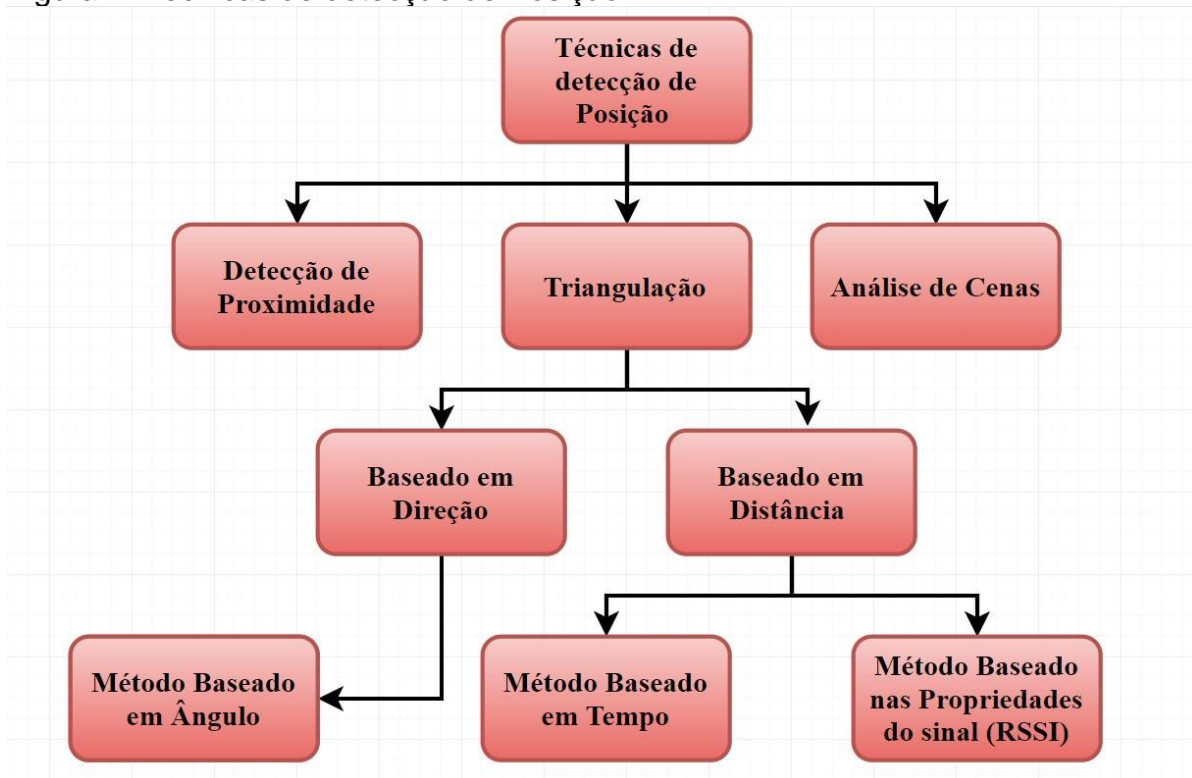 Técnicas de
detecção de
Posição
Detecção de
Proximidade
Triangulação
Análise de Cenas
Baseado em
Direção
Baseado em
Distância
Método Baseado
em Ângulo
Método Baseado
em Tempo
Método Baseado
nas Propriedades
do sinal (RSSI)